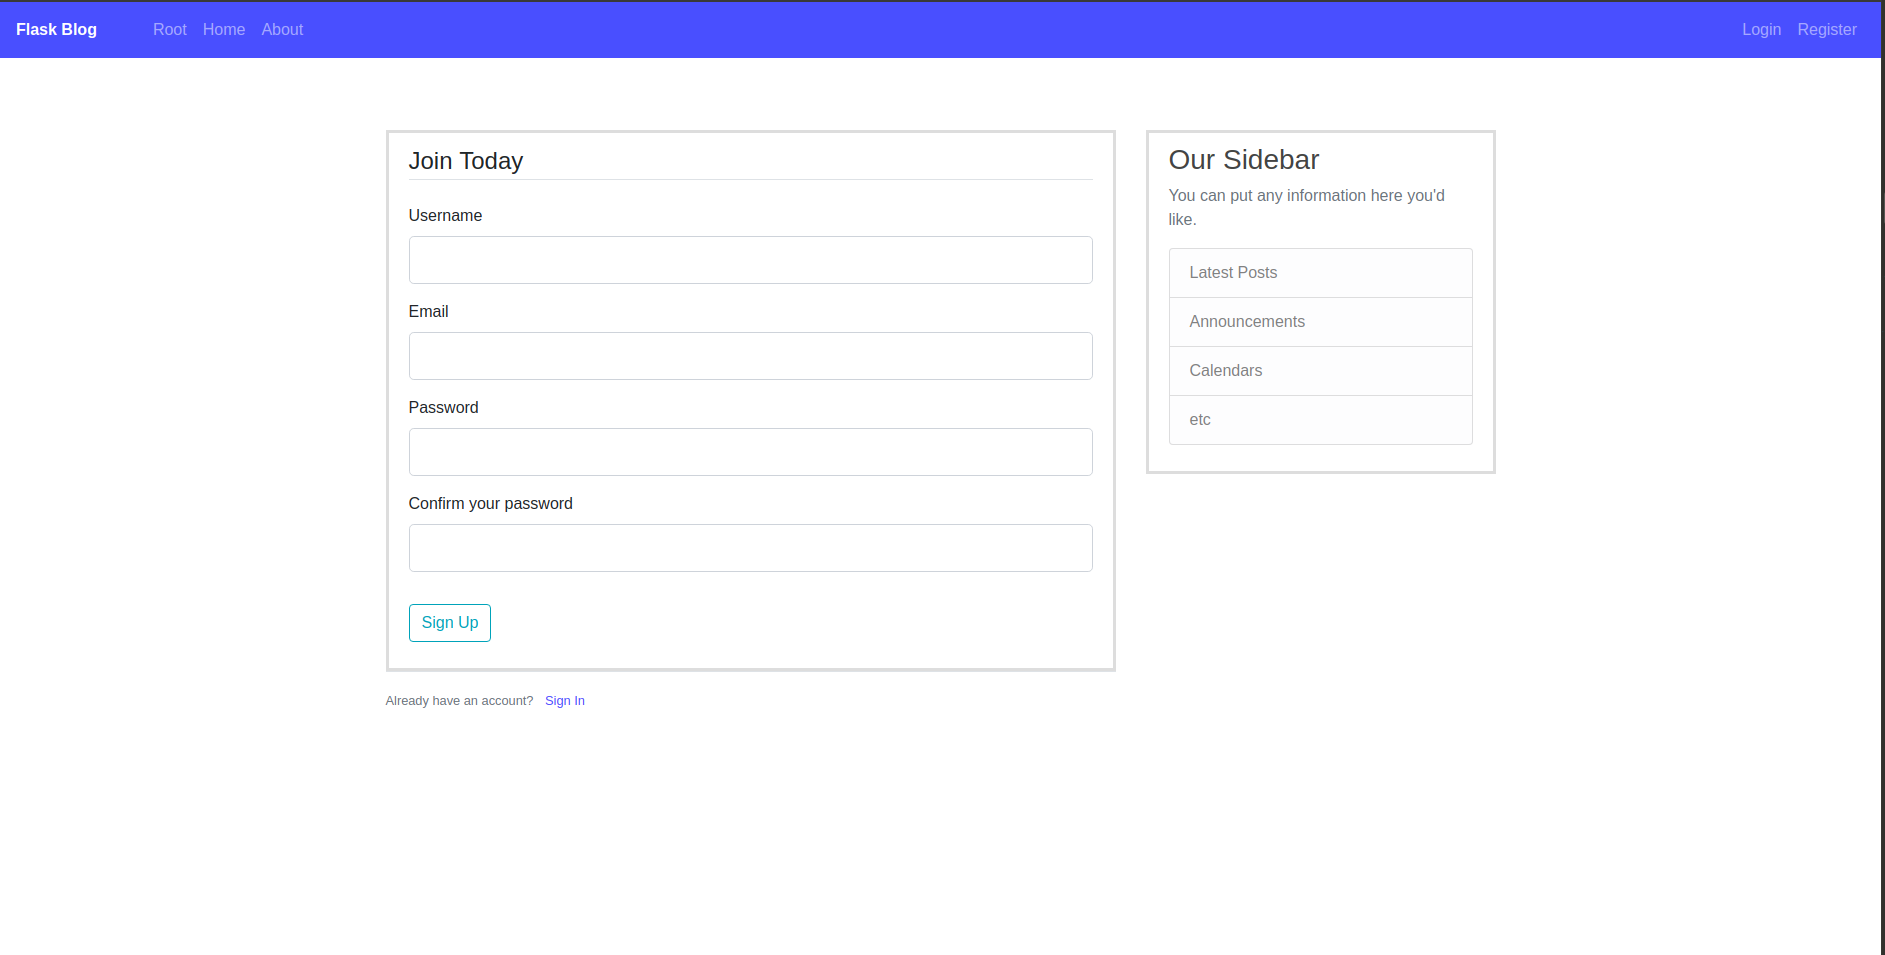 Flask Blog Root Home About Login Register
Join Today
Username
Email
Password
Confirm your password
Sign Up
Already have an account? Sign In
Our Sidebar
You can put any information here you'd
like.
Latest Posts
Announcements
Calendars
etc